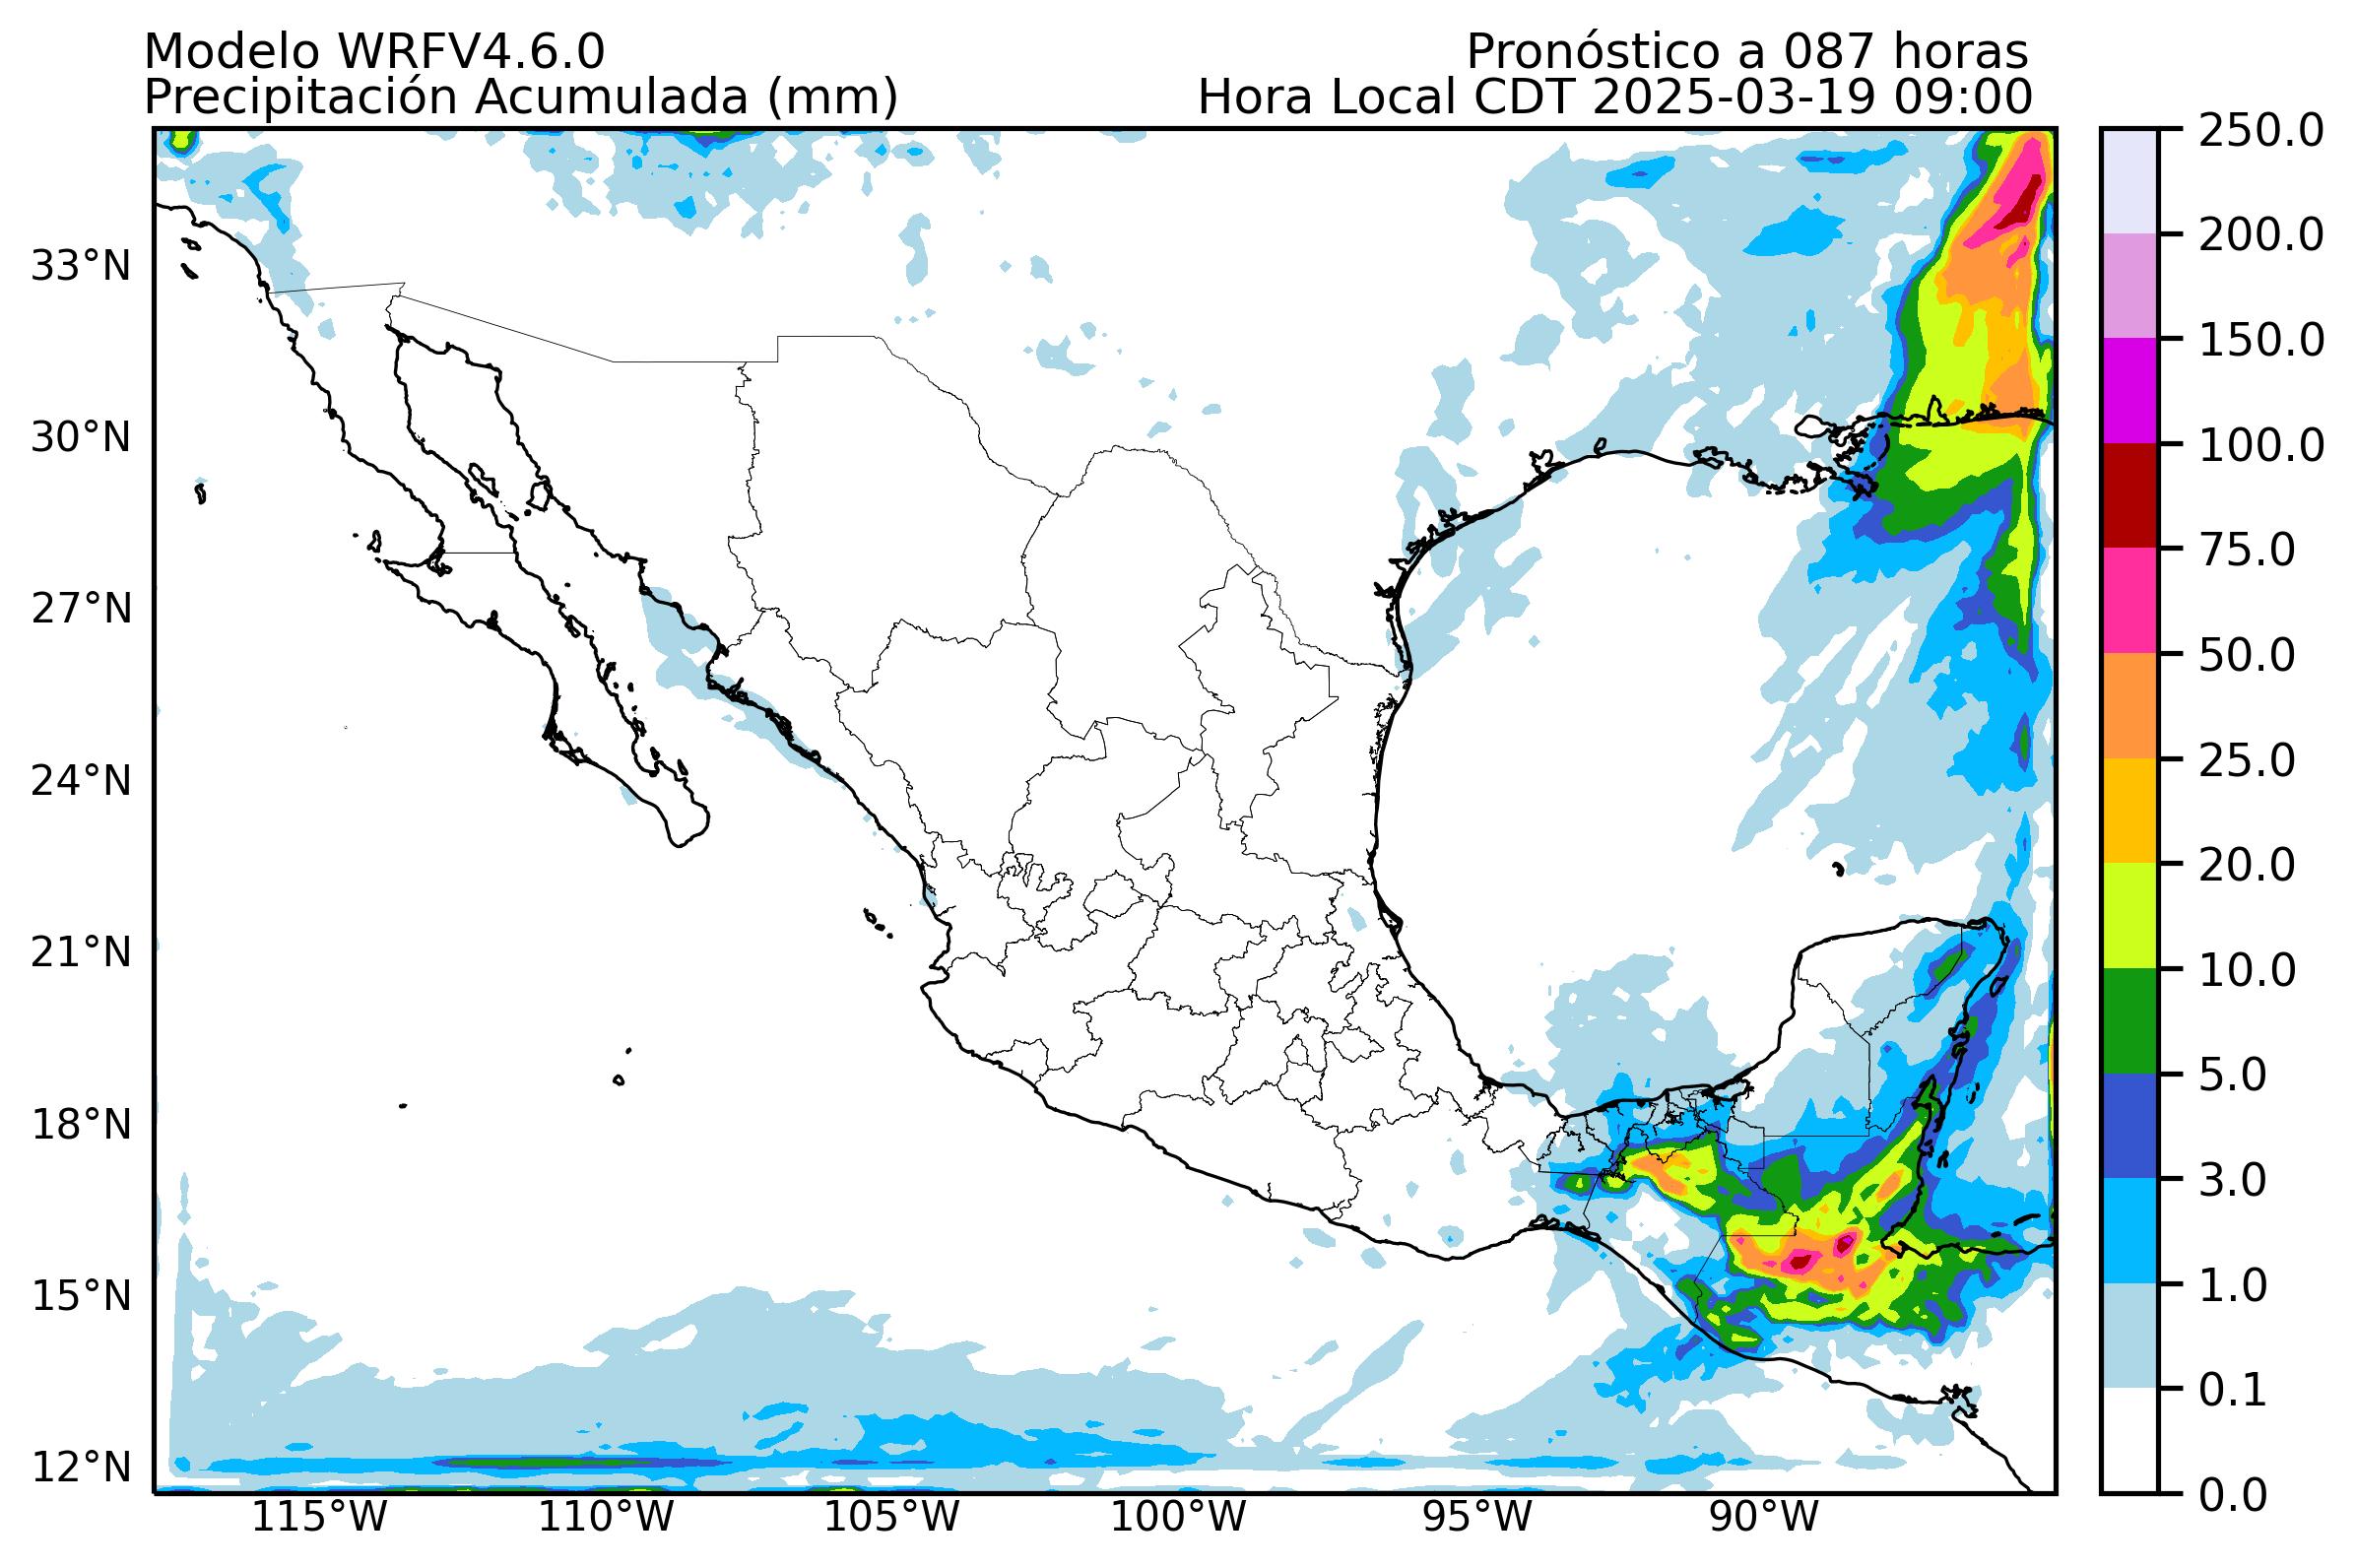 Modelo WRFV4.6.0
Pronóstico a 087 horas
Precipitación Acumulada (mm)
Hora Local CDT 2025-03-19 09:00
33°N
30°N
27°N
24°N
21°N
18°N
15°N
12°N
115°W
110°W
105°W
100°W
95°W
90°W
250.0
200.0
150.0
100.0
75.0
50.0
25.0
20.0
10.0
5.0
3.0
1.0
0.1
0.0